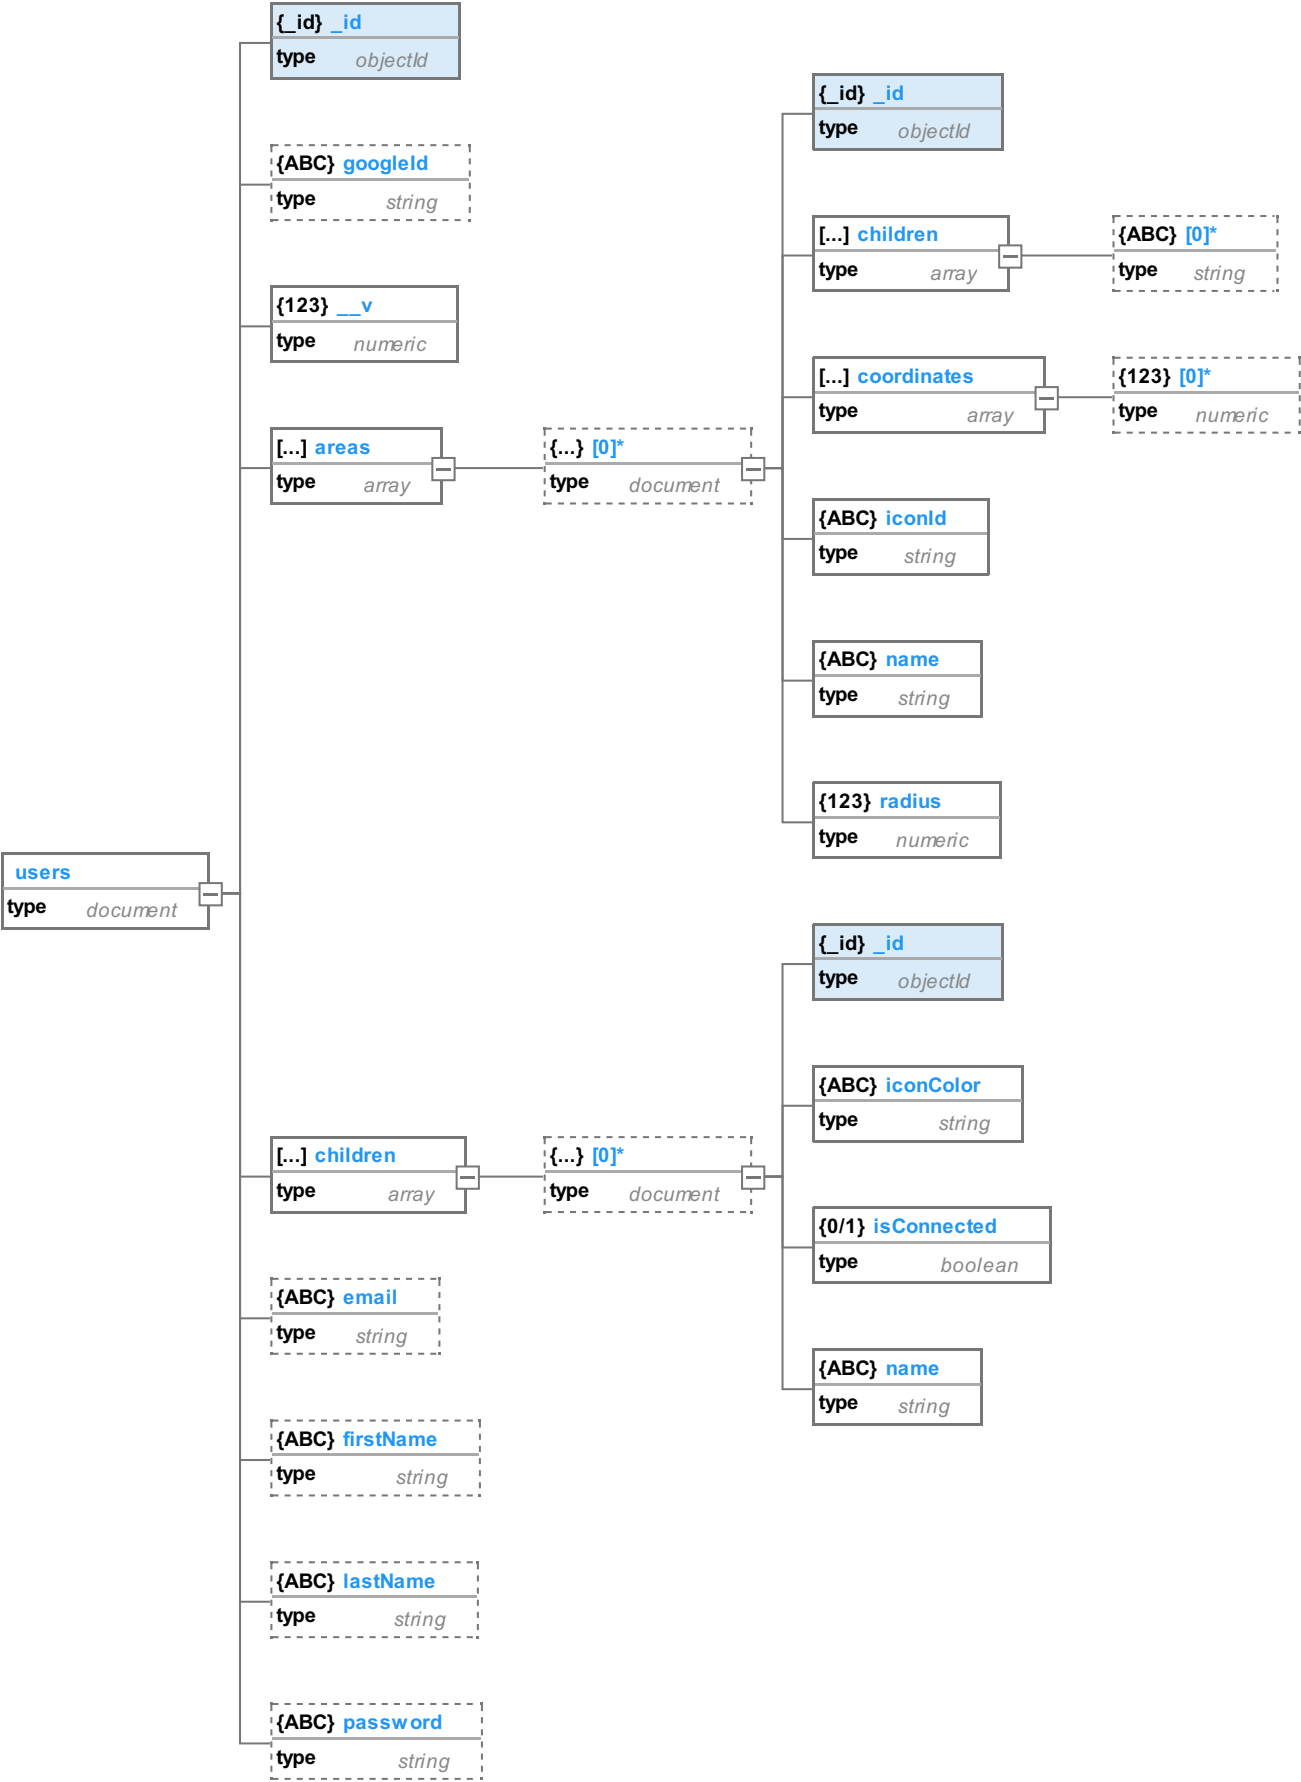 {_id} _id
type objectId
{_id} _id
type objectId
{ABC} googleId
type string
[...] children
type array
{ABC} [0]*
type string
{123} __v
type numeric
[...] coordinates
type array
{123} [0]*
type numeric
[...] areas
type array
{...} [0]*
type document
{ABC} iconId
type string
{ABC} name
type string
{123} radius
type numeric
users
type document
{_id} _id
type objectId
{ABC} iconColor
type string
[...] children
type array
{...} [0]*
type document
{0/1} isConnected
type boolean
{ABC} email
type string
{ABC} name
type string
{ABC} firstName
type string
{ABC} lastName
type string
{ABC} password
type string